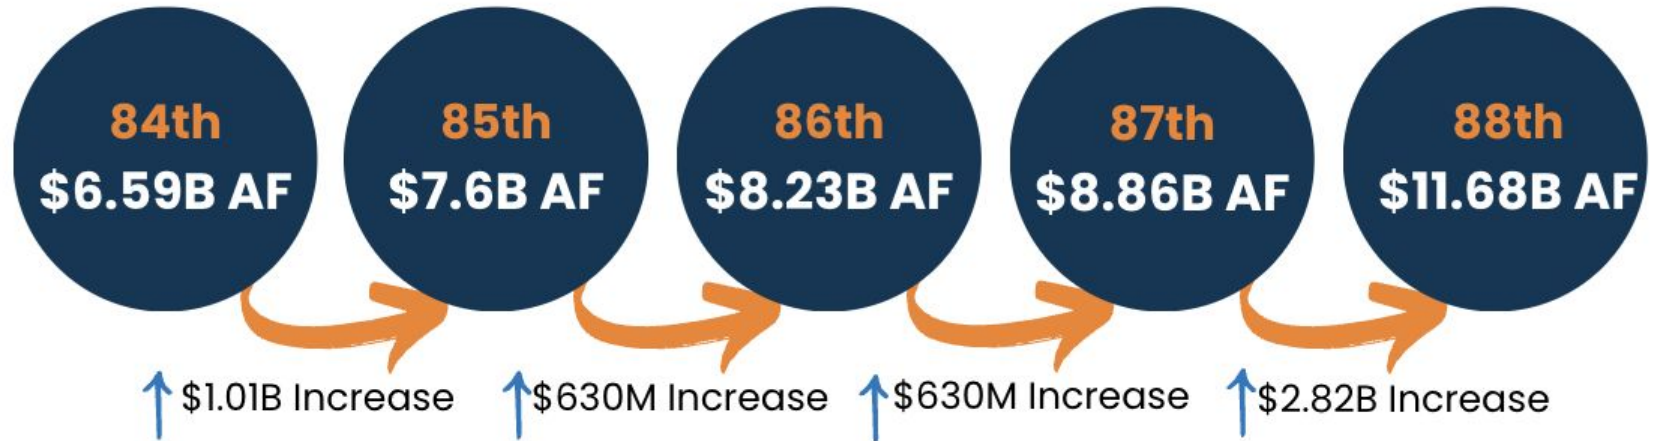 84th
$6.59B AF
85th
$7.6B AF
86th
$8.23B AF
87th
$8.86B AF
88th
$11.68B AF
$1.01B Increase
$630M Increase
$630M Increase
$2.82B Increase